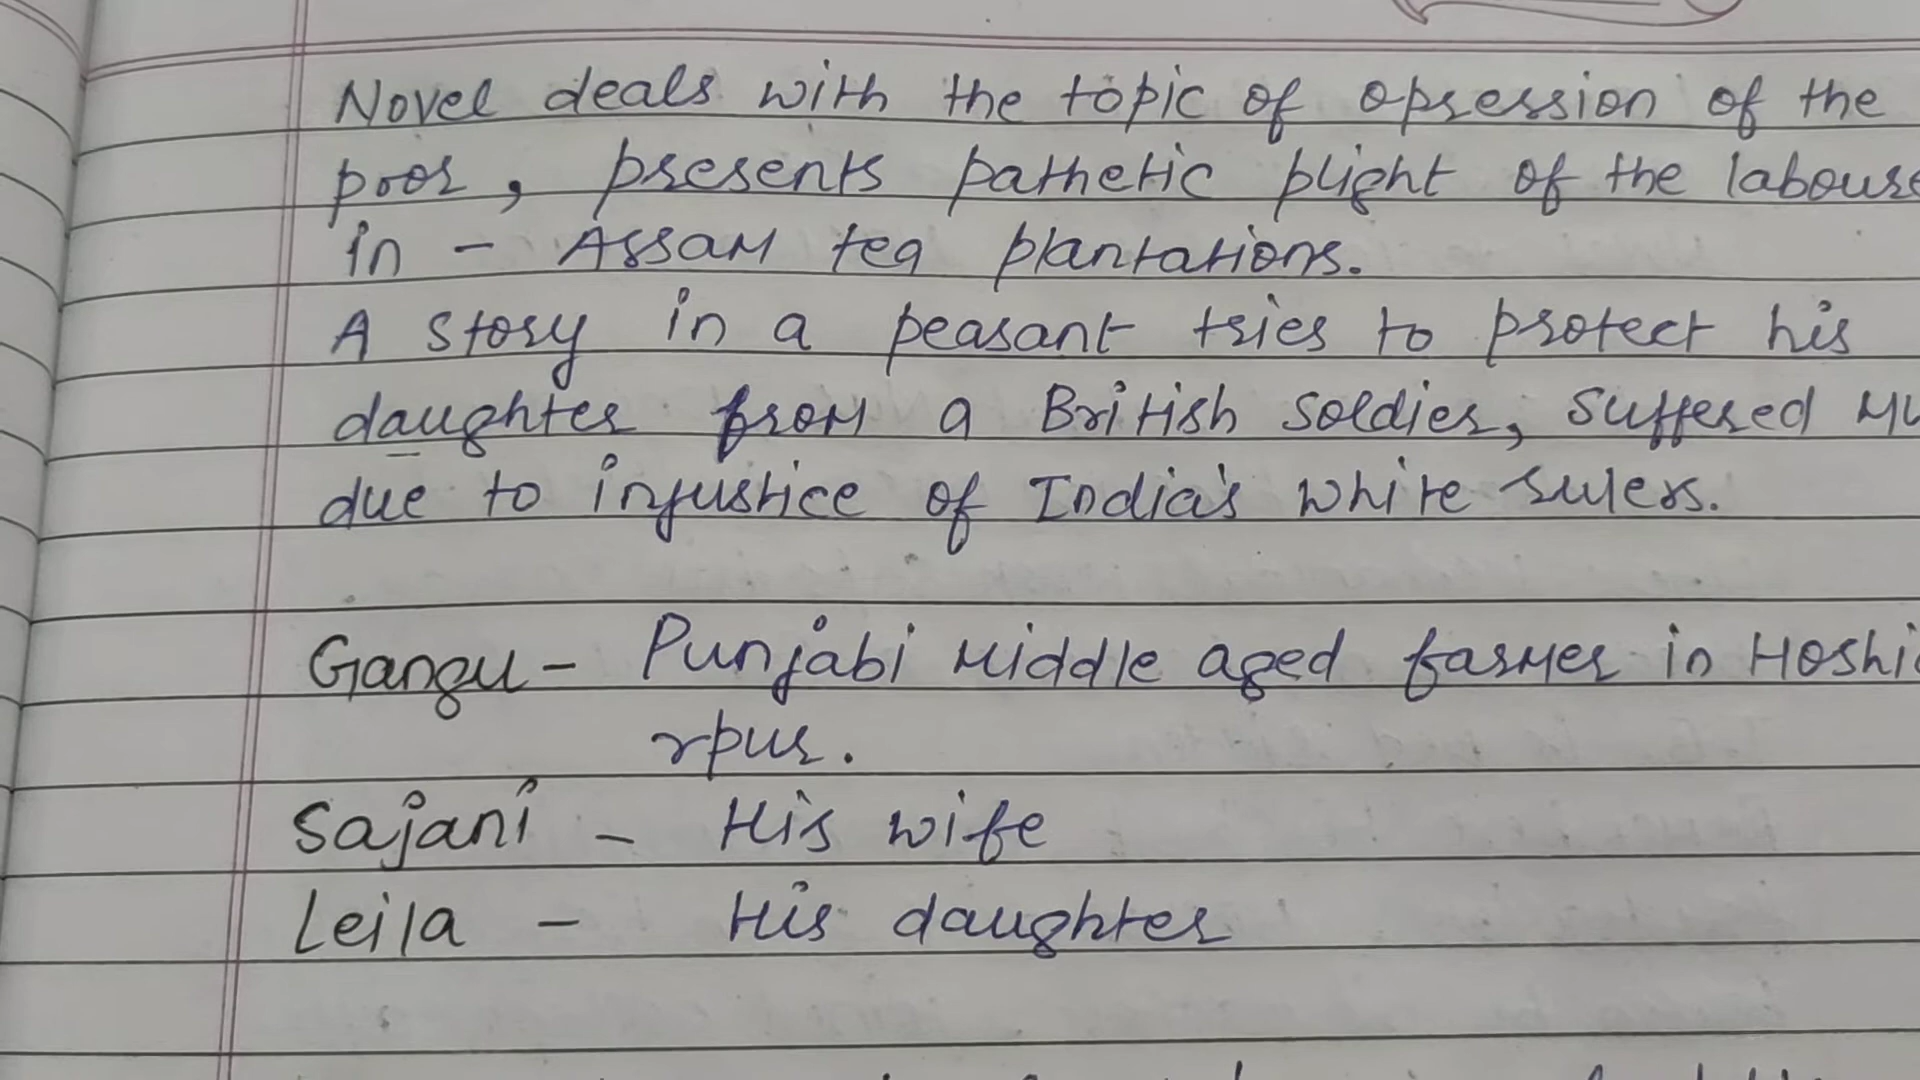 Novel deals with the topic of opression of the
poor, presents pathetic plight of the
in - Assam tea plantations.
A story in a peasant tries to protect his
daughter from a British soldier, suffered
due to injustice of India's white rulers.
Gangu - Punjabi middle aged farmer in Hoshia
rpur.
Sajani - His wife
Leila - His daughter